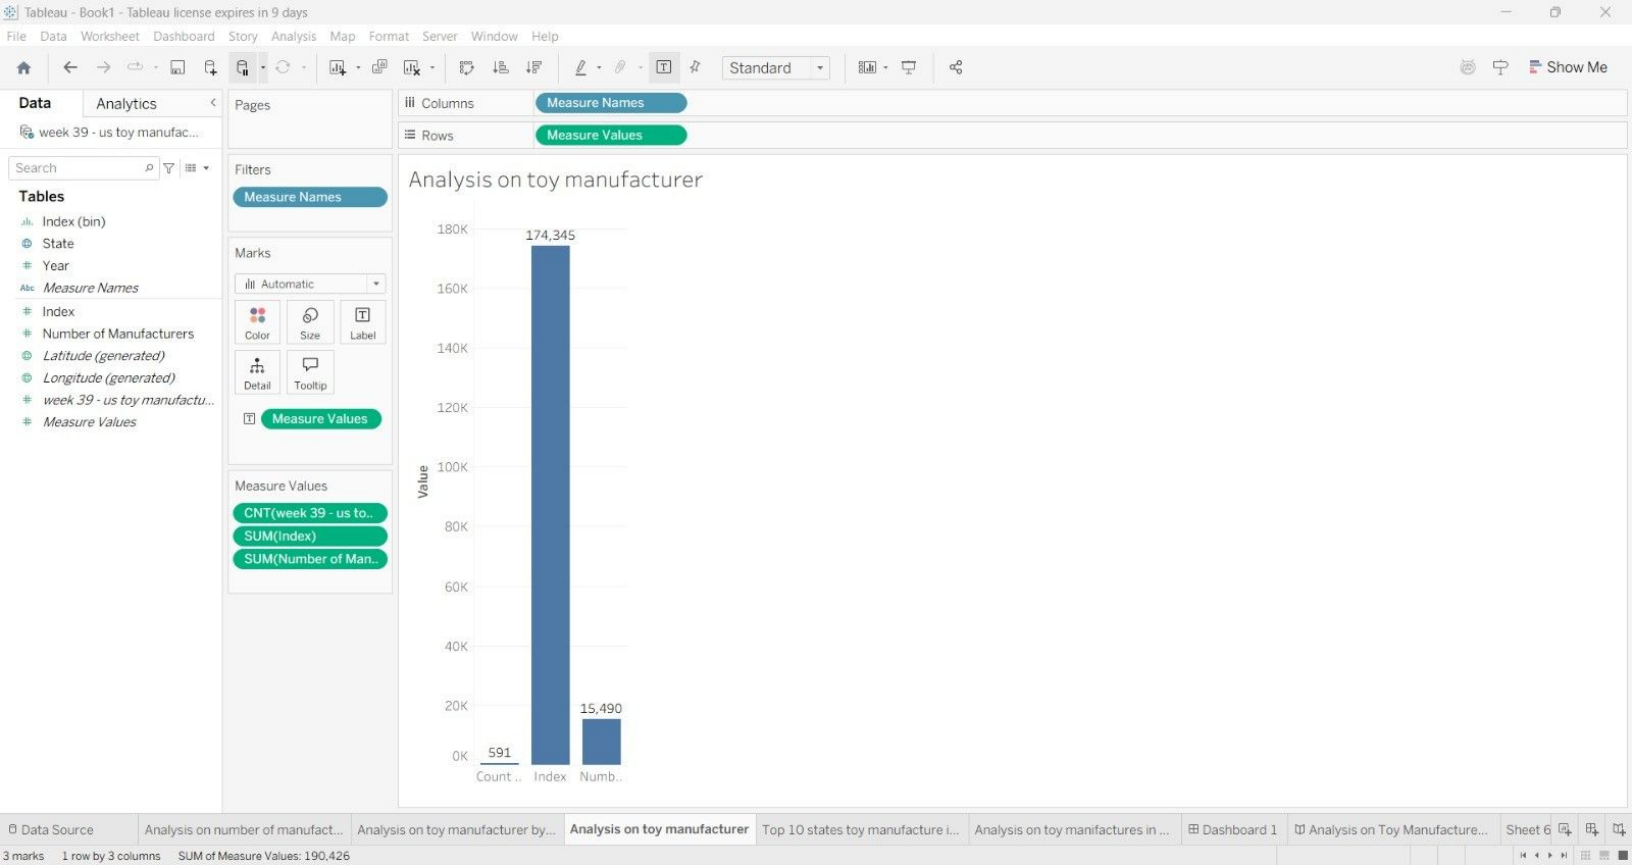 Tableau - Book1 - Tableau license expires in 9 days
File Data Worksheet Dashboard Story Analysis Map Format Server Window Help
Standard
Show Me
Data Analytics
week 39 - us toy manufac...
Search
Tables
Index (bin)
State
Year
Abc Measure Names
Index
Number of Manufacturers
Latitude (generated)
Longitude (generated)
week 39 - us toy manufactu...
Measure Values
Pages
Filters
Measure Names
Marks
Automatic
Color Size Label
Detail Tooltip
Measure Values
Measure Values
CNT(week 39 - us to..
SUM(Index)
SUM(Number of Man..
Columns Measure Names
Rows Measure Values
Analysis on toy manufacturer
180K
160K
140K
120K
100K
80K
60K
40K
20K
0K
Value
174,345
15,490
591
Count .. Index Numb..
Data Source Analysis on number of manufact... Analysis on toy manufacturer by... Analysis on toy manufacturer Top 10 states toy manufacture i... Analysis on toy manifactures in ... Dashboard 1 Analysis on Toy Manufacture... Sheet 6
3 marks 1 row by 3 columns SUM of Measure Values: 190,426